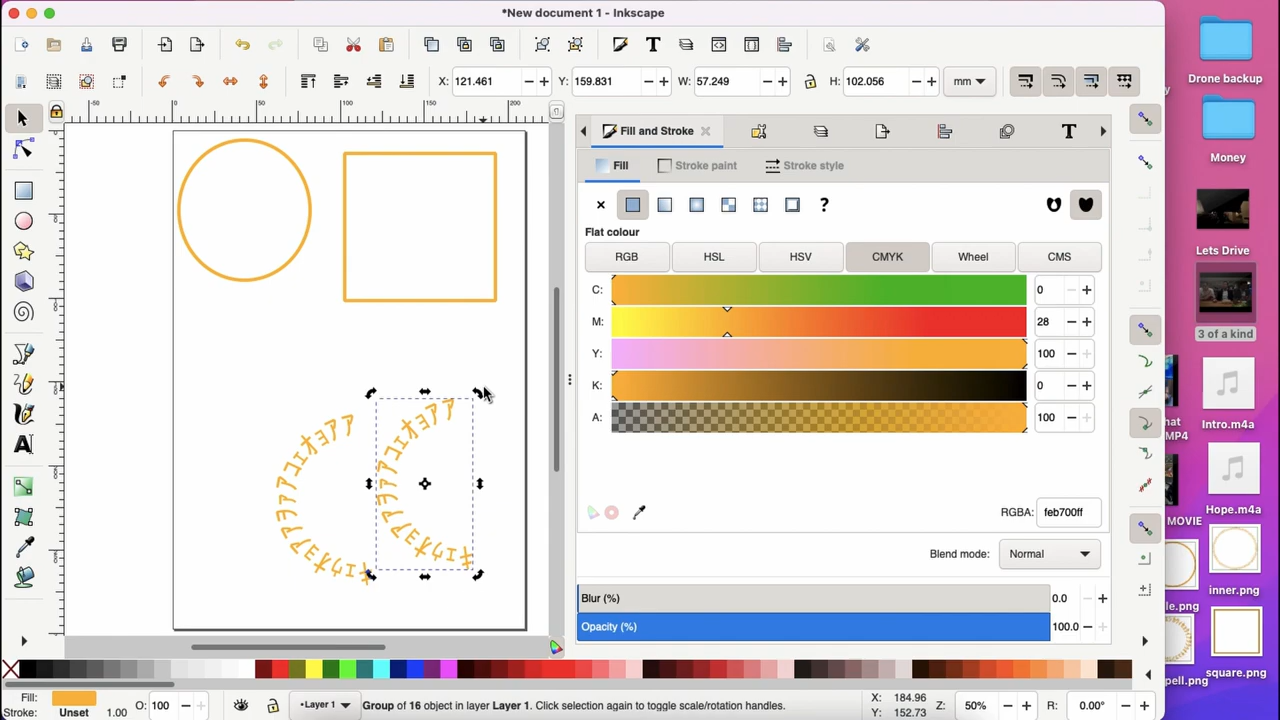 *New document 1 - Inkscape
X: 121.461 Y: 159.831 W: 57.249 H: 102.056 mm
-50 0 50 100 150 200
Fill and Stroke
Fill Stroke paint Stroke style
?
Flat colour
RGB HSL HSV CMYK Wheel CMS
C: 0
M: 28
Y: 100
K: 0
A: 100
RGBA: feb700ff
Blend mode: Normal
Blur (%) 0.0
Opacity (%) 100.0
Fill:
Stroke: Unset 1.00
O: 100
•Layer 1
Group of 16 object in layer Layer 1. Click selection again to toggle scale/rotation handles.
X: 184.96
Y: 152.73
Z: 50%
R: 0.00°
Drone backup
Money
Lets Drive
3 of a kind
Intro.m4a
MP4
Hope.m4a
MOVIE
inner.png
square.png